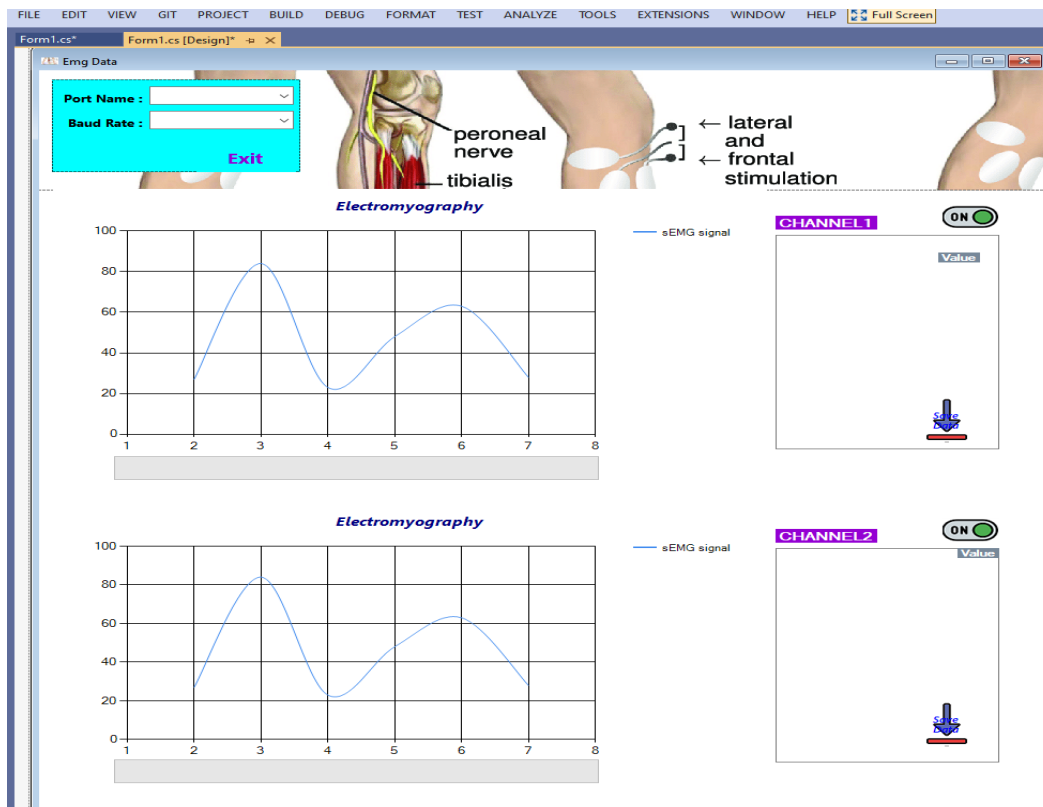 FILE EDIT VIEW GIT PROJECT BUILD DEBUG FORMAT TEST ANALYZE TOOLS EXTENSIONS WINDOW HELP Full Screen
Form1.cs* Form1.cs [Design]*
Emg Data
Port Name :
Baud Rate :
Exit
peroneal
nerve
tibialis
← lateral
and
← frontal
stimulation
Electromyography
sEMG signal
100
80
60
40
20
0
1 2 3 4 5 6 7 8
CHANNEL1
ON
Value
Save
Data
Electromyography
sEMG signal
100
80
60
40
20
0
1 2 3 4 5 6 7 8
CHANNEL2
ON
Value
Save
Data